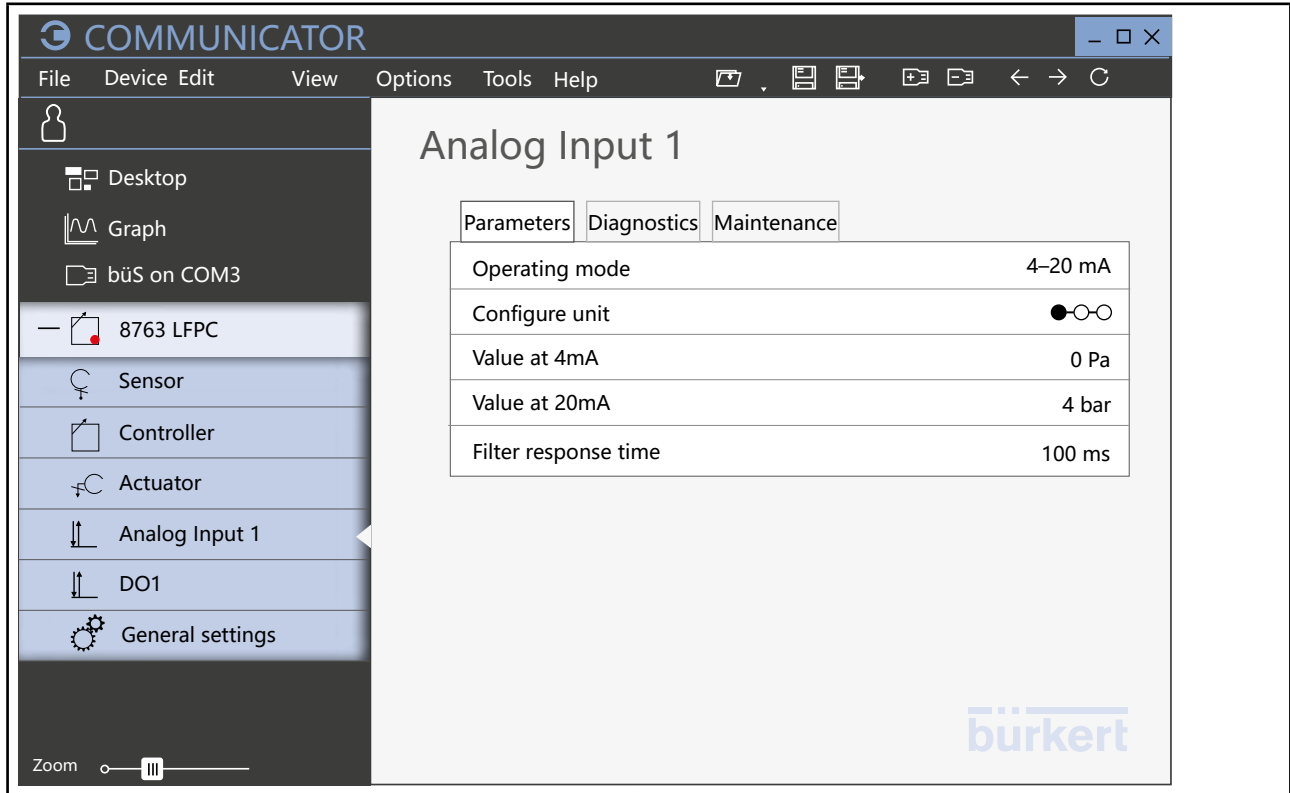 COMMUNICATOR
File Device Edit View Options Tools Help
Desktop
Graph
büS on COM3
8763 LFPC
Sensor
Controller
Actuator
Analog Input 1
DO1
General settings
Zoom
Analog Input 1
Parameters Diagnostics Maintenance
Operating mode 4–20 mA
Configure unit
Value at 4mA 0 Pa
Value at 20mA 4 bar
Filter response time 100 ms
bürkert